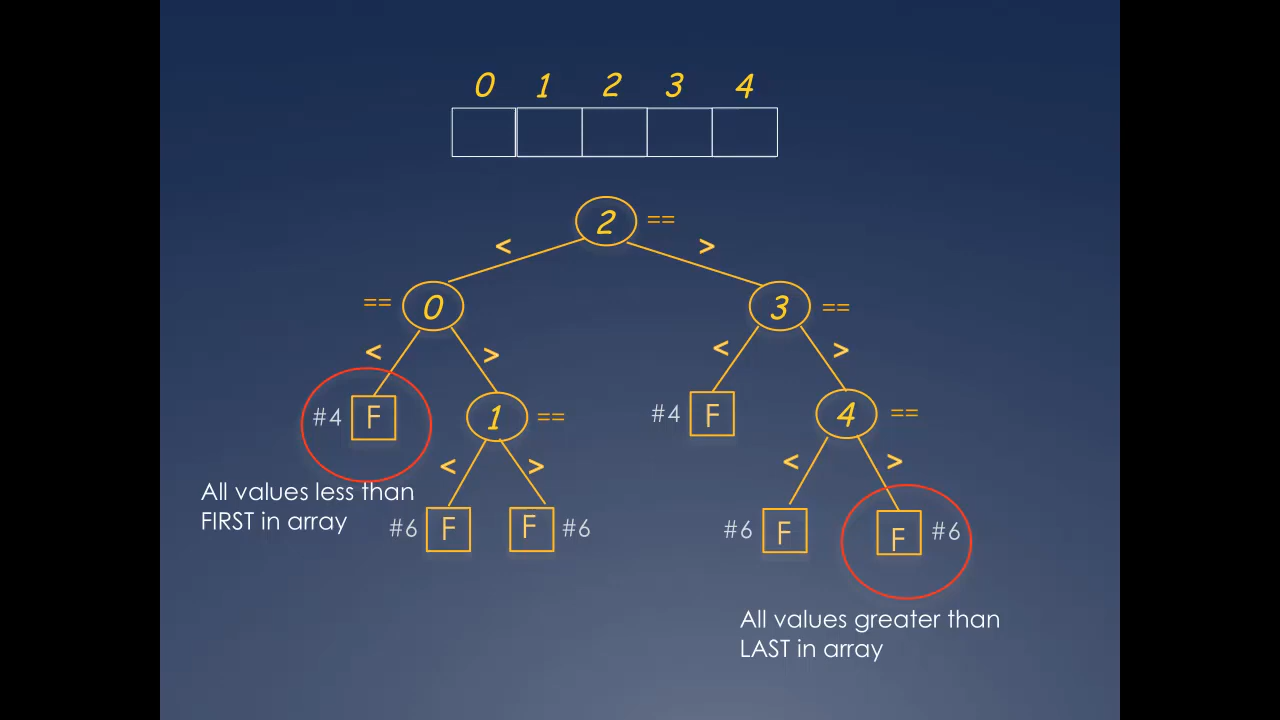 0 1 2 3 4
2 ==
< >
== 0 3 ==
< > < >
#4 F 1 == #4 F 4 ==
< > < >
All values less than
FIRST in array
#6 F F #6 #6 F F #6
All values greater than
LAST in array